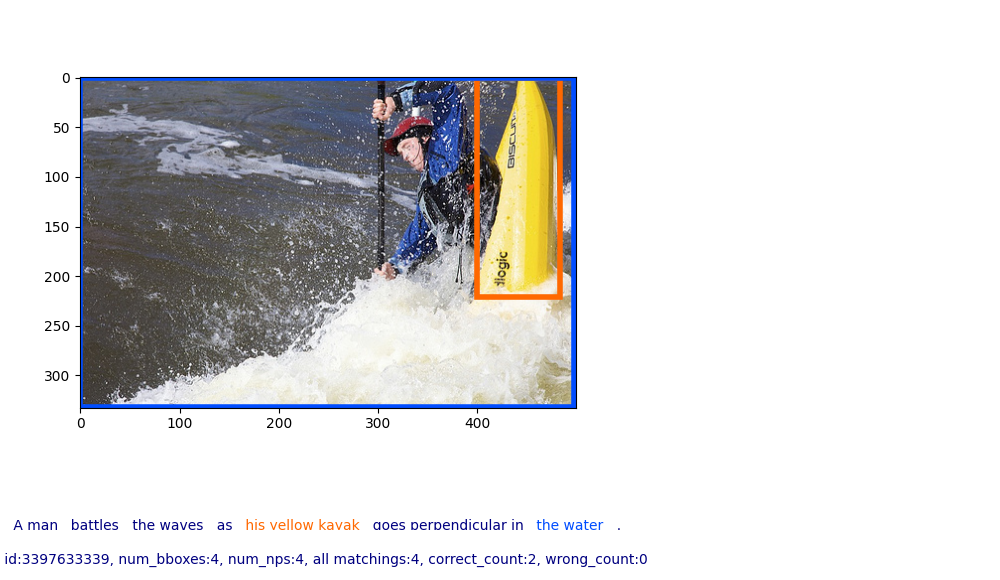 0
50
100
150
200
250
300
0 100 200 300 400
BISCUIT
logic
A man battles the waves as his yellow kayak goes perpendicular in the water .
id:3397633339, num_bboxes:4, num_nps:4, all matchings:4, correct_count:2, wrong_count:0